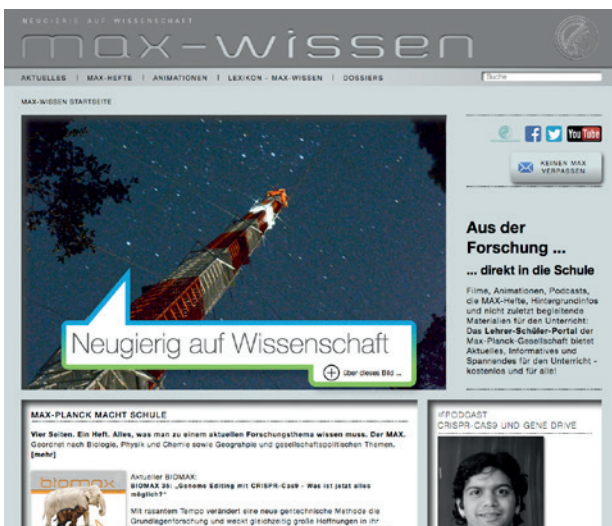 NEUGIERIG AUF WISSENSCHAFT
max-wissen
AKTUELLES | MAX-HEFTE | ANIMATIONEN | LEXIKON - MAX-WISSEN | DOSSIERS
Suche
MAX-WISSEN STARTSEITE
Neugierig auf Wissenschaft
über dieses Bild ...
You Tube
KEINEN MAX
VERPASSEN
Aus der
Forschung ...
... direkt in die Schule
Filme, Animationen, Podcasts,
die MAX-Hefte, Hintergrundinfos
und nicht zuletzt begleitende
Materialien für den Unterricht:
Das Lehrer-Schüler-Portal der
Max-Planck-Gesellschaft bietet
Aktuelles, Informatives und
Spannendes für den Unterricht -
kostenlos und für alle!
MAX-PLANCK MACHT SCHULE
Vier Seiten. Ein Heft. Alles, was man zu einem aktuellen Forschungsthema wissen muss. Der MAX.
Geordnet nach Biologie, Physik und Chemie sowie Geographie und gesellschaftspolitischen Themen.
[mehr]
biomax
Aktueller BIOMAX:
BIOMAX 35: „Genome Editing mit CRISPR-Cas9 - Was ist jetzt alles
möglich?"
Mit rasantem Tempo verändert eine neue gentechnische Methode die
Grundlagenforschung und weckt gleichzeitig große Hoffnungen in ihr
PODCAST
CRISPR-CAS9 UND GENE DRIVE